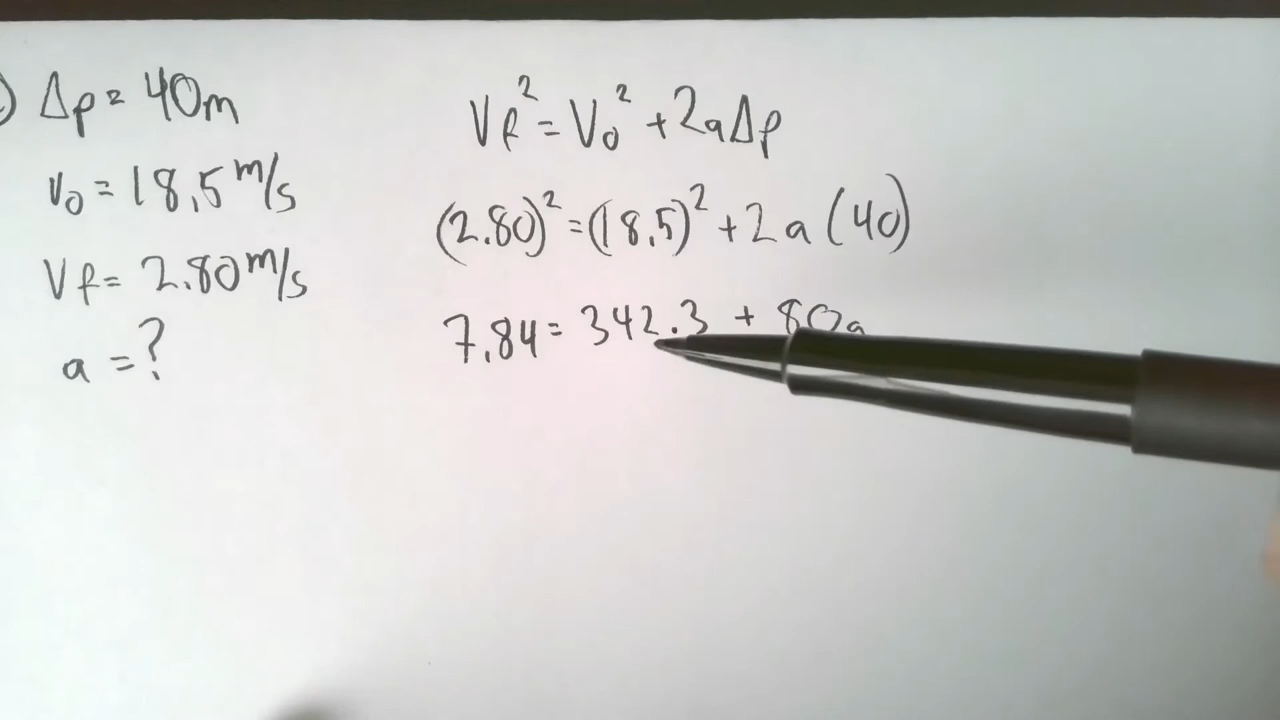 Δp = 40m
v₀ = 18.5 m/s
Vf = 2.80 m/s
a = ?
Vf² = V₀² + 2aΔp
(2.80)² = (18.5)² + 2a(40)
7.84 = 342.3 + 80a